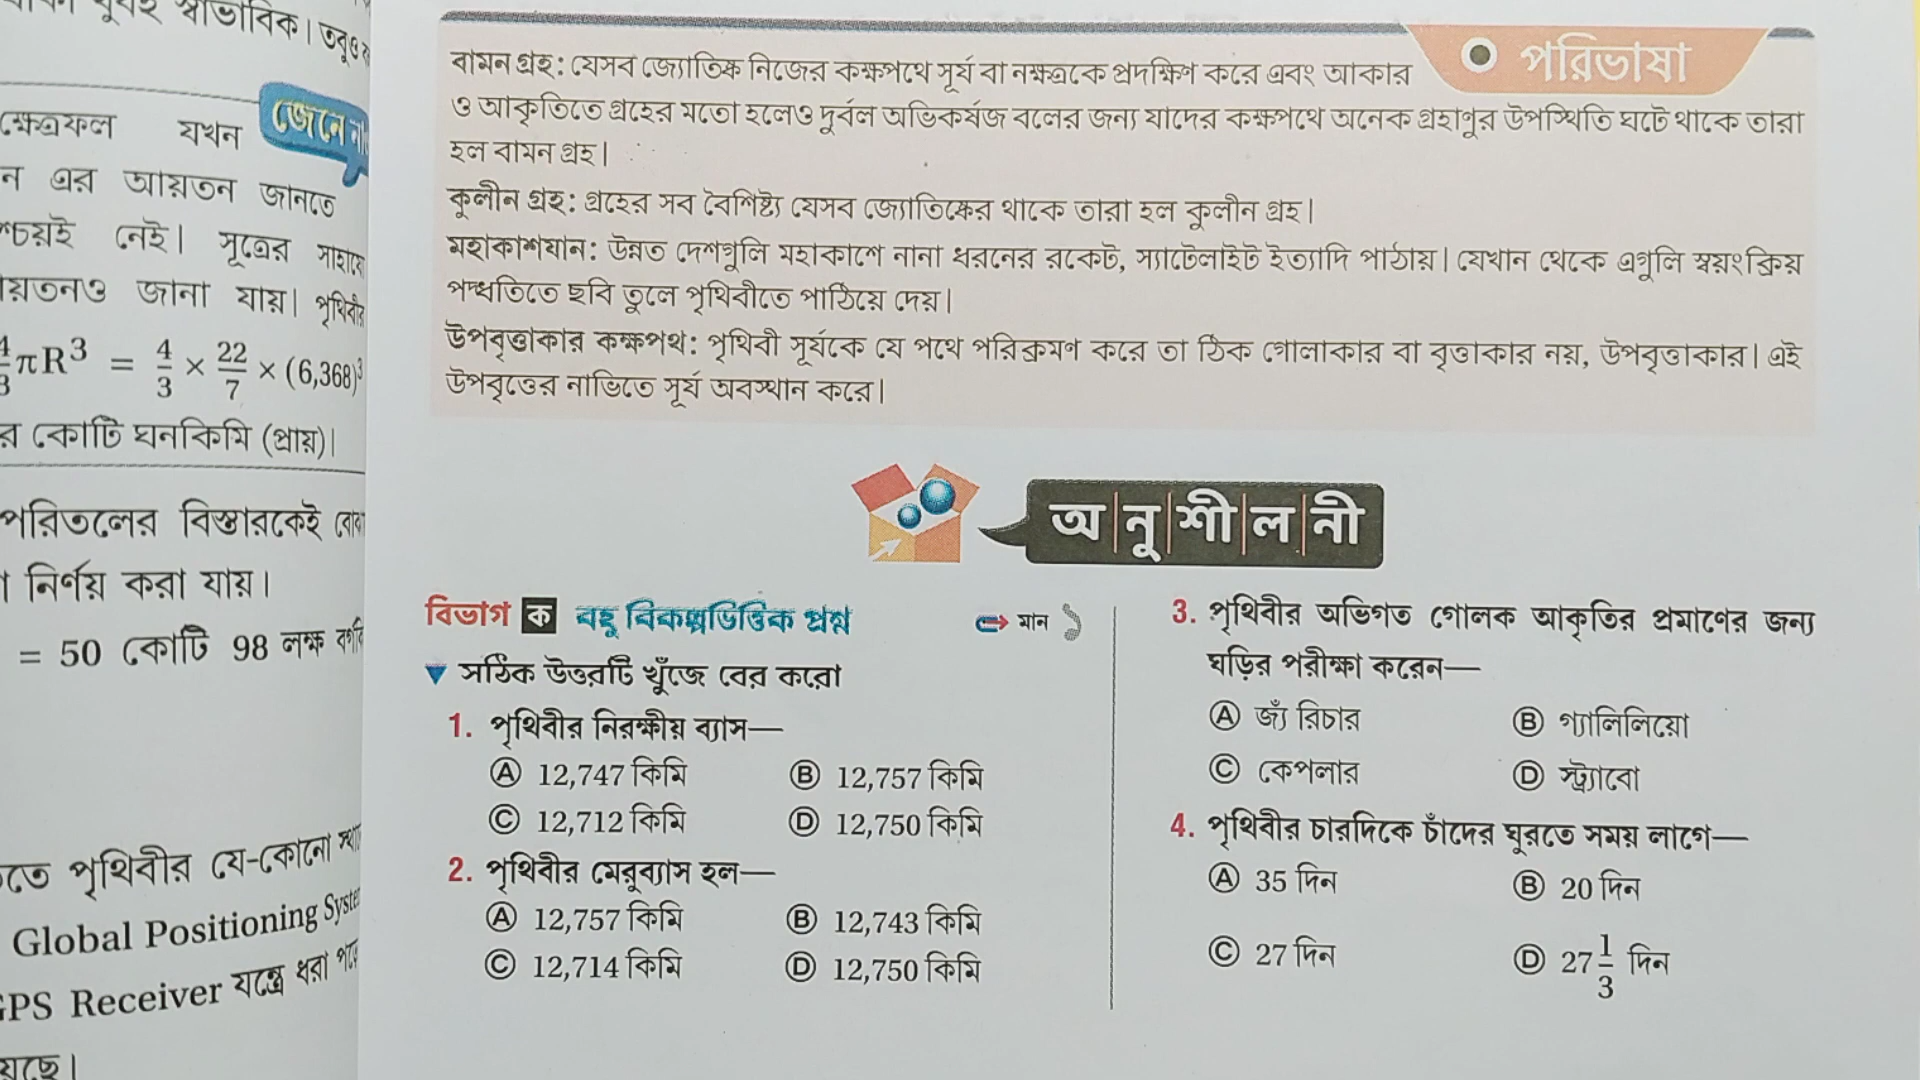 স্বাভাবিক। তবুও
ক্ষেত্রফল যখন
জেনে
ন এর আয়তন জানতে
শ্চয়ই নেই। সূত্রের সাহায্যে
য়তনও জানা যায়। পৃথিবীর
4/3 πR³ = 4/3 × 22/7 × (6,368)³
র কোটি ঘনকিমি (প্রায়)।
পরিতলের বিস্তারকেই
নির্ণয় করা যায়।
= 50 কোটি 98 লক্ষ
তে পৃথিবীর যে-কোনো
Global Positioning
GPS Receiver যন্ত্রে ধরা
য়ছে।
পরিভাষা
বামন গ্রহ: যেসব জ্যোতিষ্ক নিজের কক্ষপথে সূর্য বা নক্ষত্রকে প্রদক্ষিণ করে এবং আকার
ও আকৃতিতে গ্রহের মতো হলেও দুর্বল অভিকর্ষজ বলের জন্য যাদের কক্ষপথে অনেক গ্রহাণুর উপস্থিতি ঘটে থাকে তারা
হল বামন গ্রহ।
কুলীন গ্রহ: গ্রহের সব বৈশিষ্ট্য যেসব জ্যোতিষ্কের থাকে তারা হল কুলীন গ্রহ।
মহাকাশযান: উন্নত দেশগুলি মহাকাশে নানা ধরনের রকেট, স্যাটেলাইট ইত্যাদি পাঠায়। যেখান থেকে এগুলি স্বয়ংক্রিয়
পদ্ধতিতে ছবি তুলে পৃথিবীতে পাঠিয়ে দেয়।
উপবৃত্তাকার কক্ষপথ: পৃথিবী সূর্যকে যে পথে পরিক্রমণ করে তা ঠিক গোলাকার বা বৃত্তাকার নয়, উপবৃত্তাকার। এই
উপবৃত্তের নাভিতে সূর্য অবস্থান করে।
অনুশীলনী
বিভাগ ক বহু বিকল্পভিত্তিক প্রশ্ন ➾ মান ১
▼ সঠিক উত্তরটি খুঁজে বের করো
1. পৃথিবীর নিরক্ষীয় ব্যাস—
Ⓐ 12,747 কিমি Ⓑ 12,757 কিমি
Ⓒ 12,712 কিমি Ⓓ 12,750 কিমি
2. পৃথিবীর মেরুব্যাস হল—
Ⓐ 12,757 কিমি Ⓑ 12,743 কিমি
Ⓒ 12,714 কিমি Ⓓ 12,750 কিমি
3. পৃথিবীর অভিগত গোলক আকৃতির প্রমাণের জন্য
ঘড়ির পরীক্ষা করেন—
Ⓐ জাঁ রিচার Ⓑ গ্যালিলিয়ো
Ⓒ কেপলার Ⓓ স্ট্র্যাবো
4. পৃথিবীর চারদিকে চাঁদের ঘুরতে সময় লাগে—
Ⓐ 35 দিন Ⓑ 20 দিন
Ⓒ 27 দিন Ⓓ 27 1/3 দিন